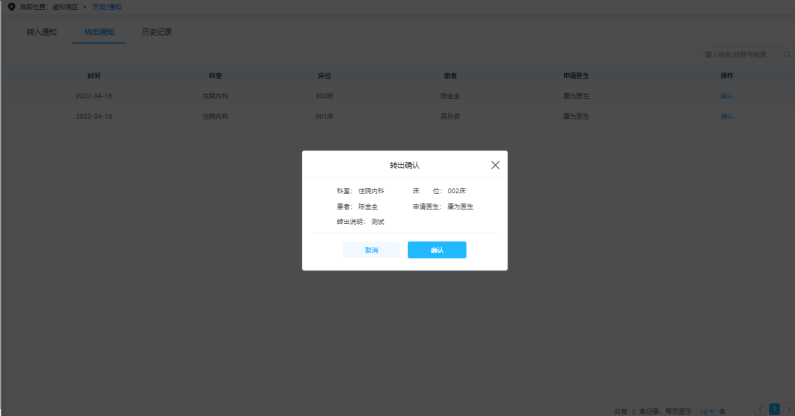 当前位置：虚拟病区 > 历史/通知
转入通知 转出通知 历史记录
输入姓名/住院号检索
时间 科室 床位 患者 申请医生 操作
2022-04-18 住院内科 002床 陈金全 康为医生 确认
2022-04-18 住院内科 001床 康为医生 确认
转出确认
科室： 住院内科 床 位： 002床
患者： 陈金全 申请医生： 康为医生
转出说明： 测试
取消 确认
共有 2 条记录，每页显示 条 1